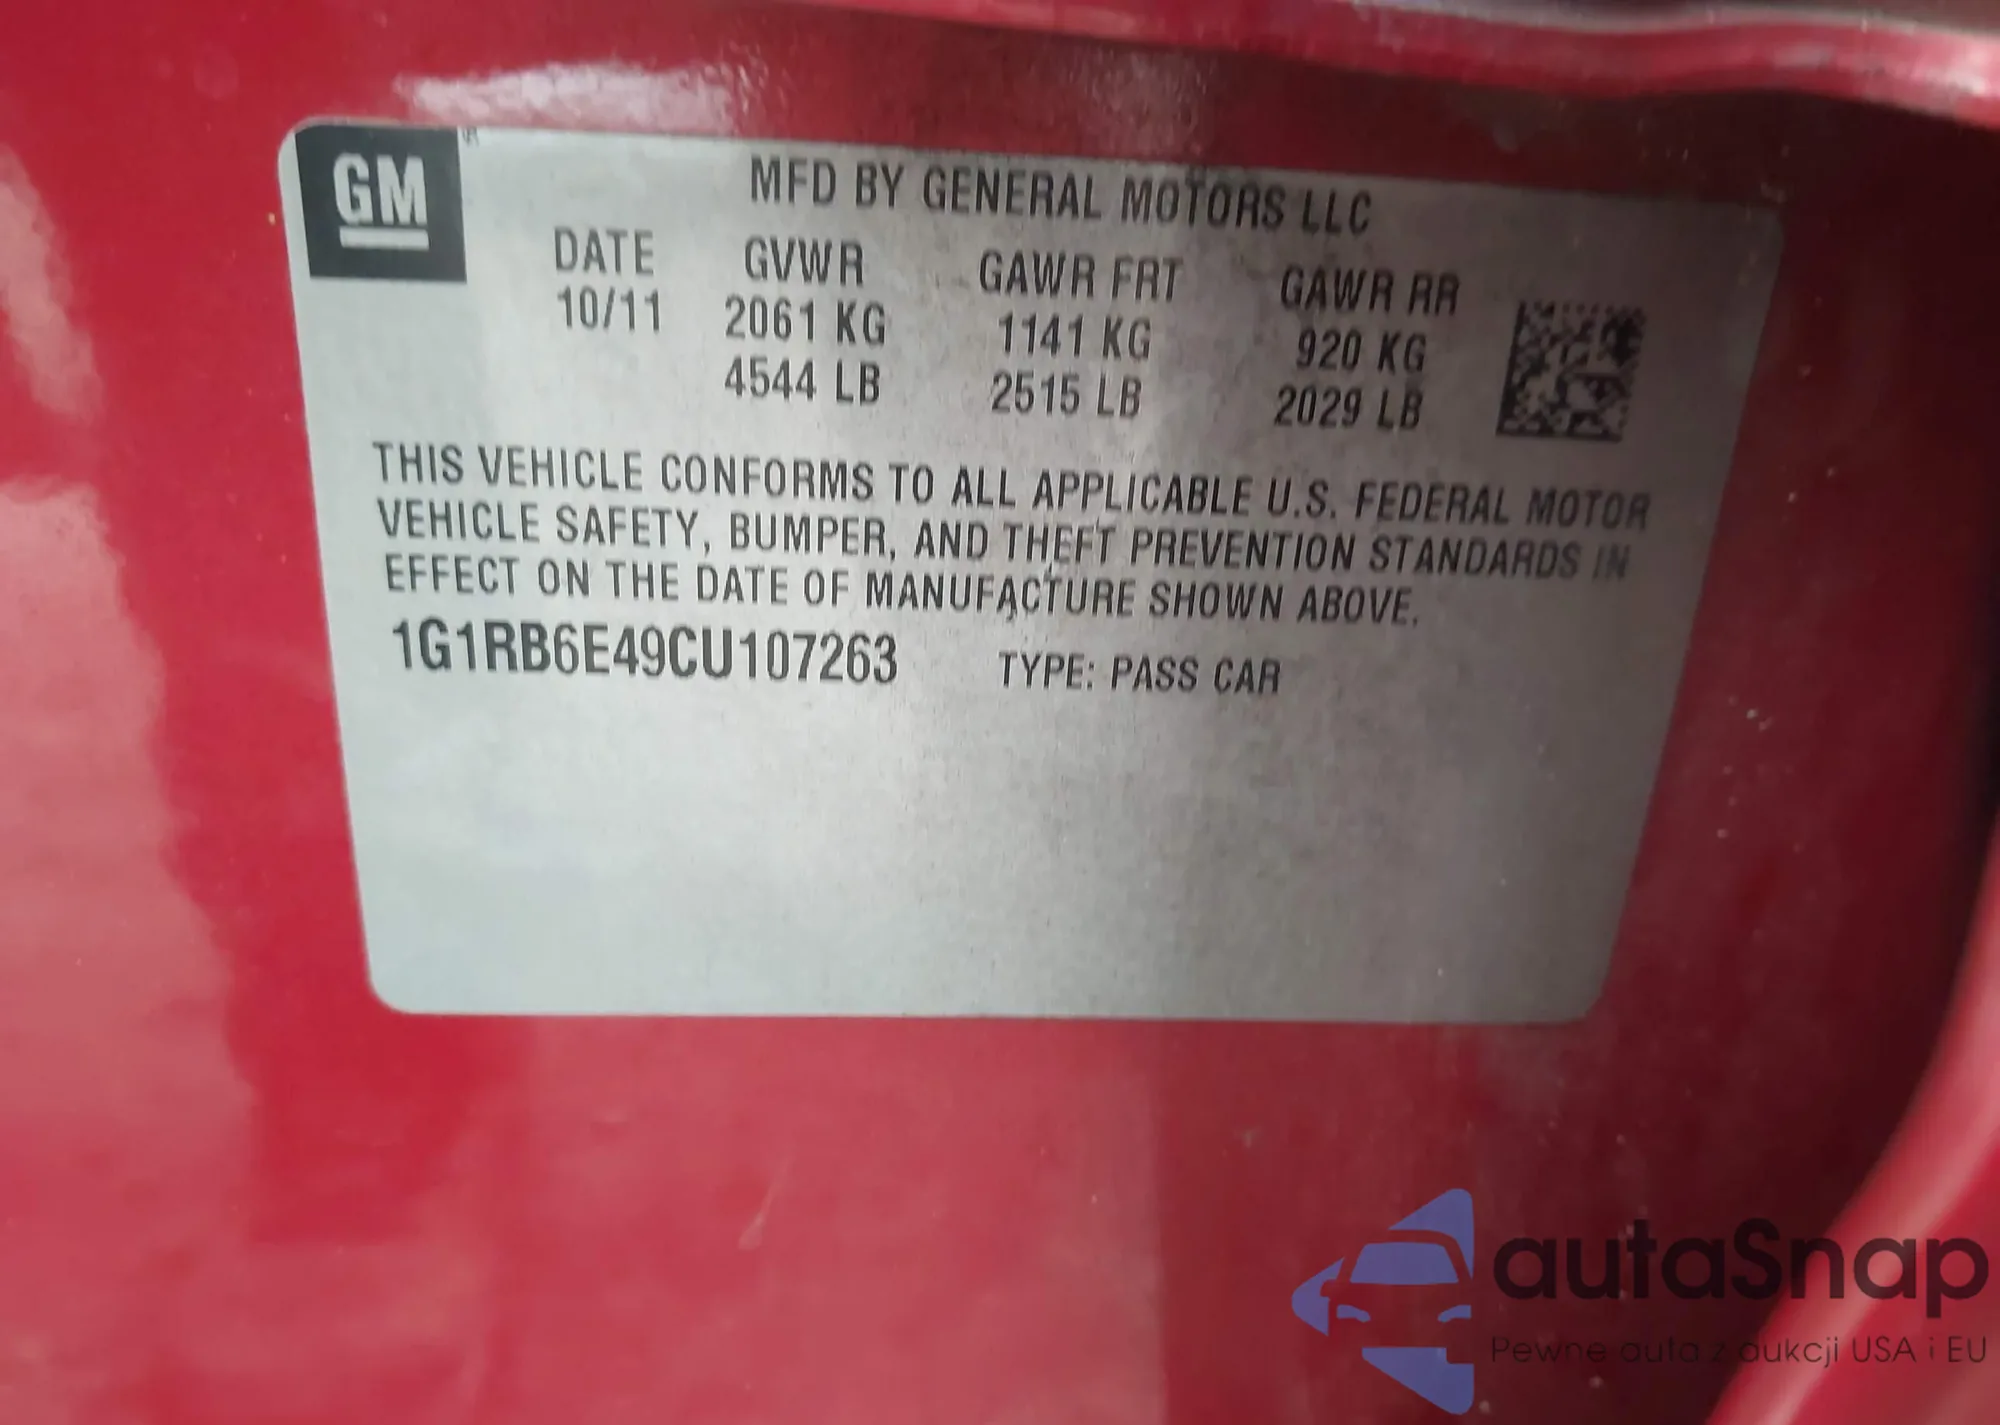 GM
MFD BY GENERAL MOTORS LLC
DATE GVWR GAWR FRT GAWR RR
10/11 2061 KG 1141 KG 920 KG
4544 LB 2515 LB 2029 LB
THIS VEHICLE CONFORMS TO ALL APPLICABLE U.S. FEDERAL MOTOR
VEHICLE SAFETY, BUMPER, AND THEFT PREVENTION STANDARDS IN
EFFECT ON THE DATE OF MANUFACTURE SHOWN ABOVE.
1G1RB6E49CU107263 TYPE: PASS CAR
autaSnap
Pewne auta z aukcji USA i EU